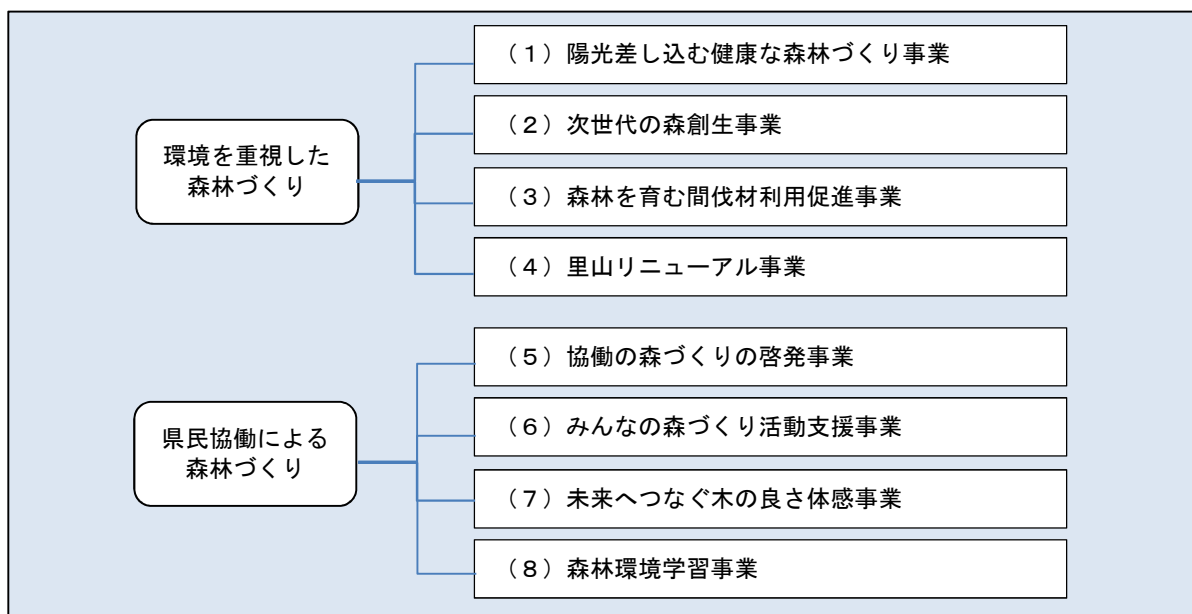 環境を重視した
森林づくり
（１）陽光差し込む健康な森林づくり事業
（２）次世代の森創生事業
（３）森林を育む間伐材利用促進事業
（４）里山リニューアル事業
県民協働による
森林づくり
（５）協働の森づくりの啓発事業
（６）みんなの森づくり活動支援事業
（７）未来へつなぐ木の良さ体感事業
（８）森林環境学習事業